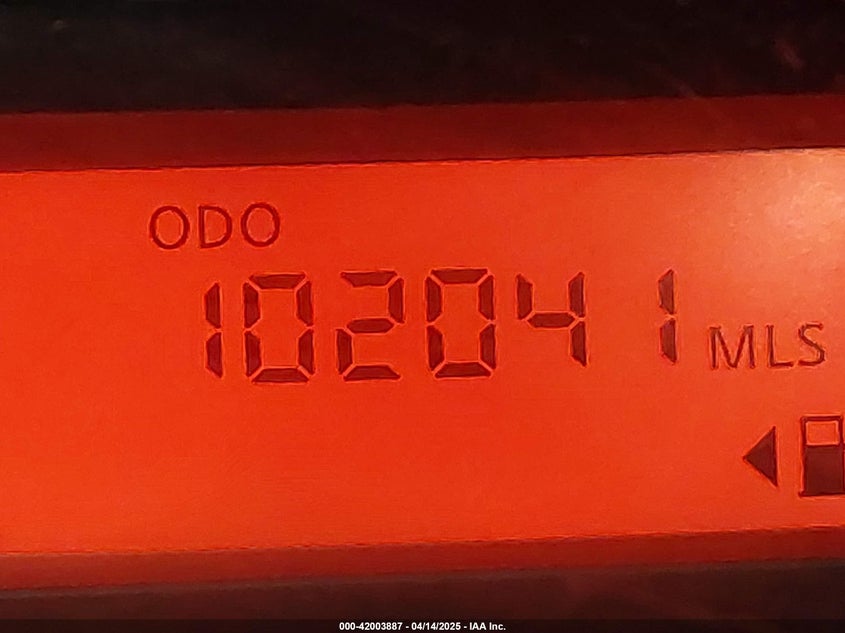 ODO
102041 MLS
000-42003887 - 04/14/2025 - IAA Inc.